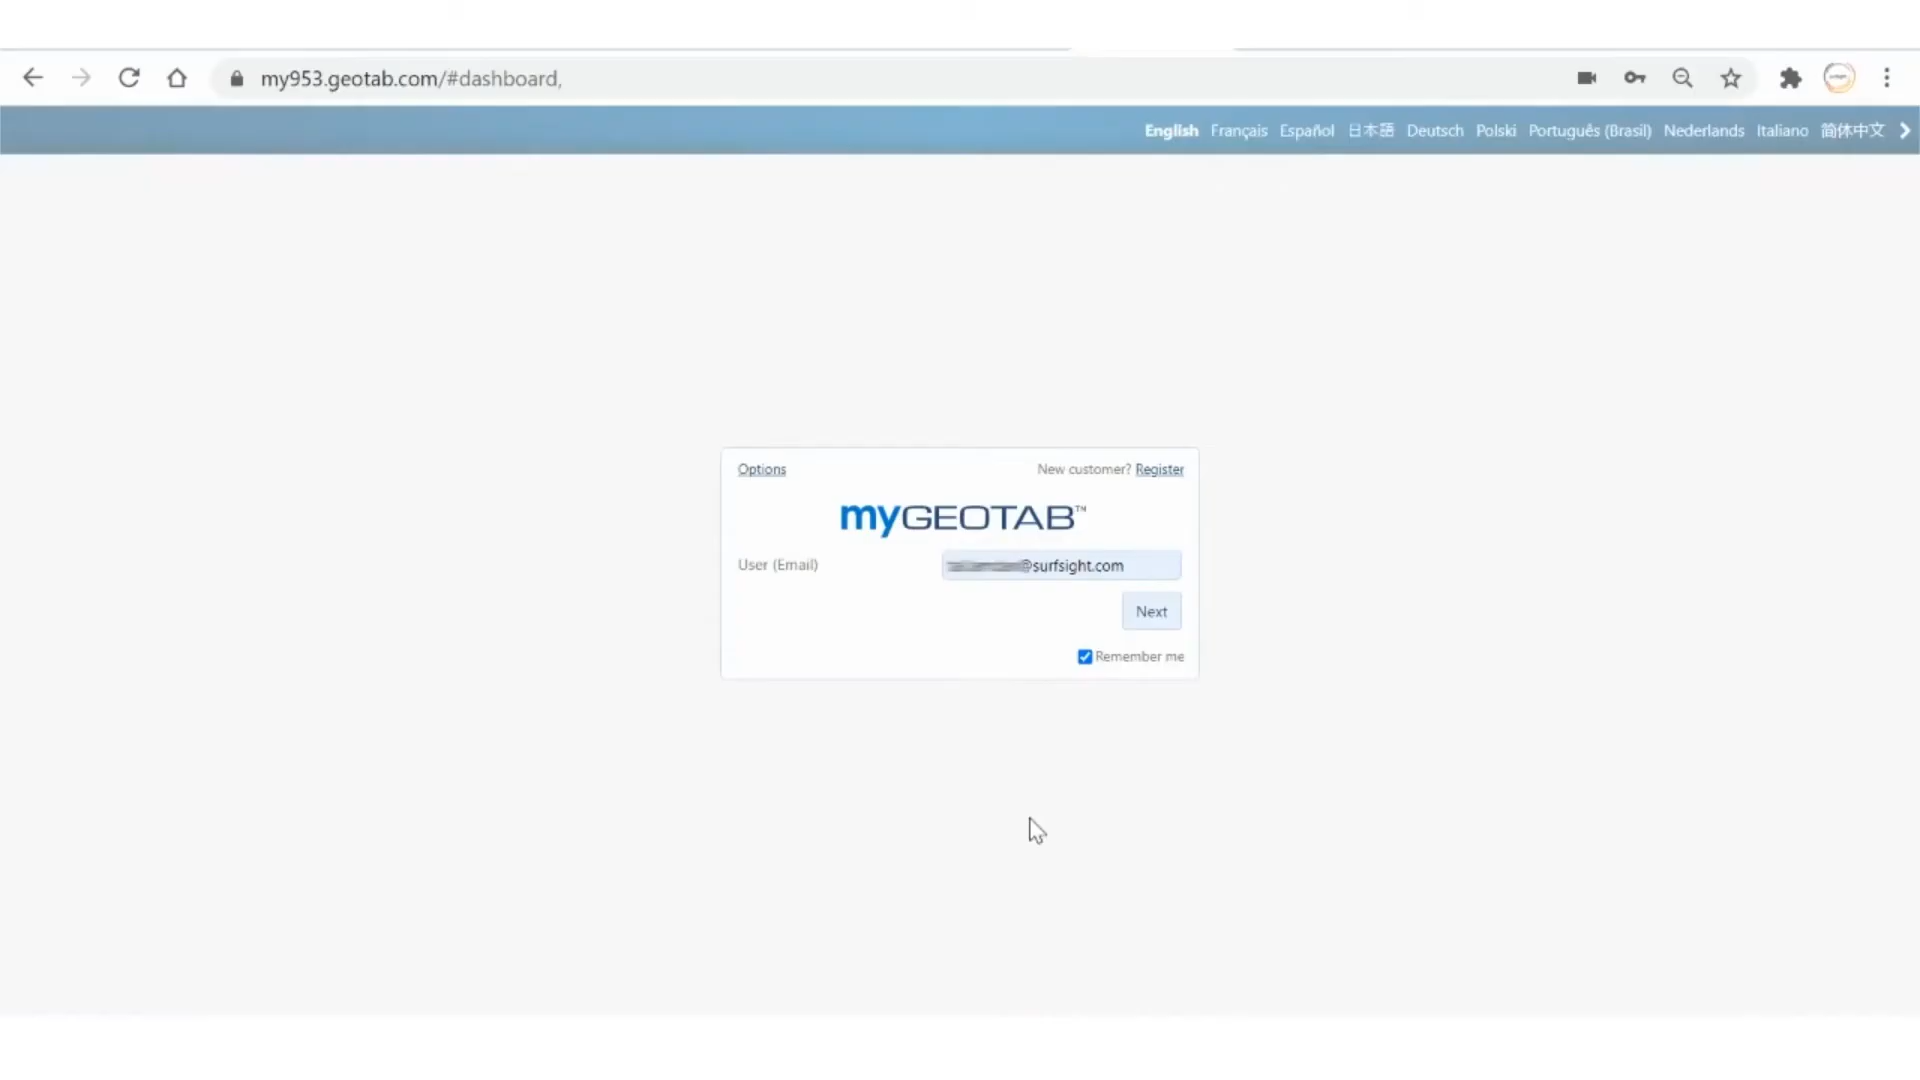 my953.geotab.com/#dashboard,
English Français Español 日本語 Deutsch Polski Português (Brasil) Nederlands Italiano 简体中文
Options New customer? Register
myGEOTAB™
User (Email) @surfsight.com
Next
Remember me